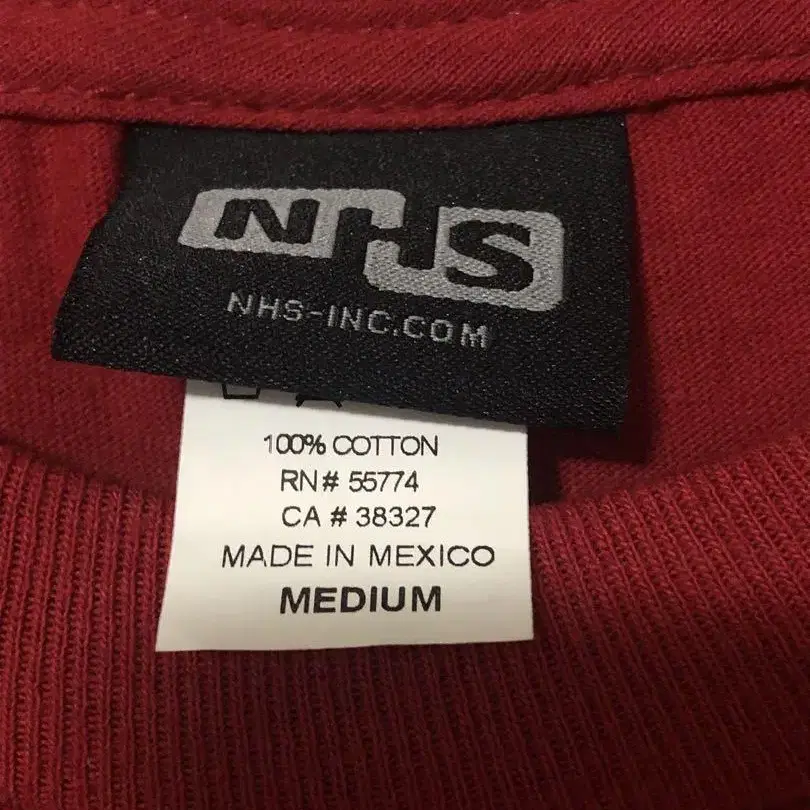 NHS
NHS-INC.COM
100% COTTON
RN# 55774
CA # 38327
MADE IN MEXICO
MEDIUM